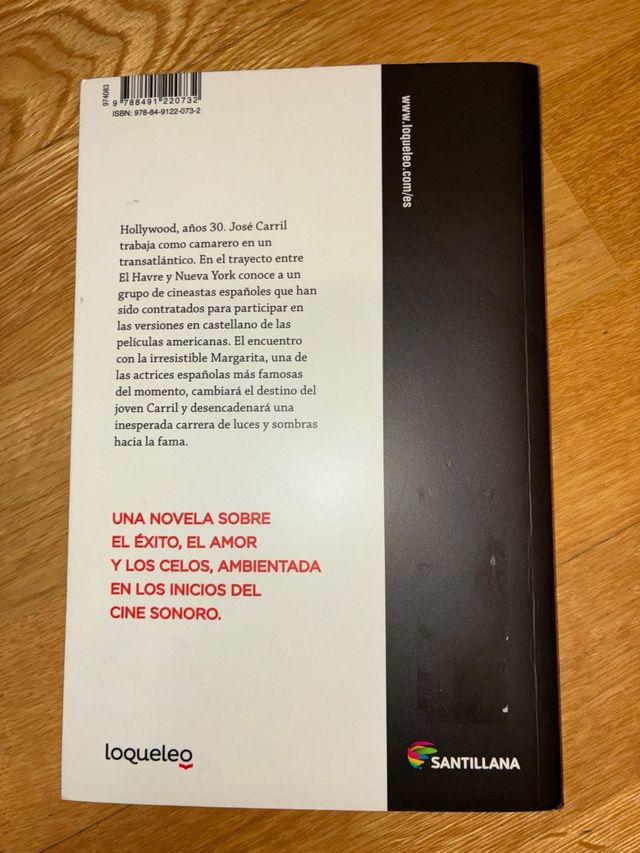 974083
9 788491 220732
ISBN: 978-84-9122-073-2
www.loqueleo.com/es
Hollywood, años 30. José Carril
trabaja como camarero en un
transatlántico. En el trayecto entre
El Havre y Nueva York conoce a un
grupo de cineastas españoles que han
sido contratados para participar en
las versiones en castellano de las
películas americanas. El encuentro
con la irresistible Margarita, una de
las actrices españolas más famosas
del momento, cambiará el destino del
joven Carril y desencadenará una
inesperada carrera de luces y sombras
hacia la fama.
UNA NOVELA SOBRE
EL ÉXITO, EL AMOR
Y LOS CELOS, AMBIENTADA
EN LOS INICIOS DEL
CINE SONORO.
loqueleo
SANTILLANA